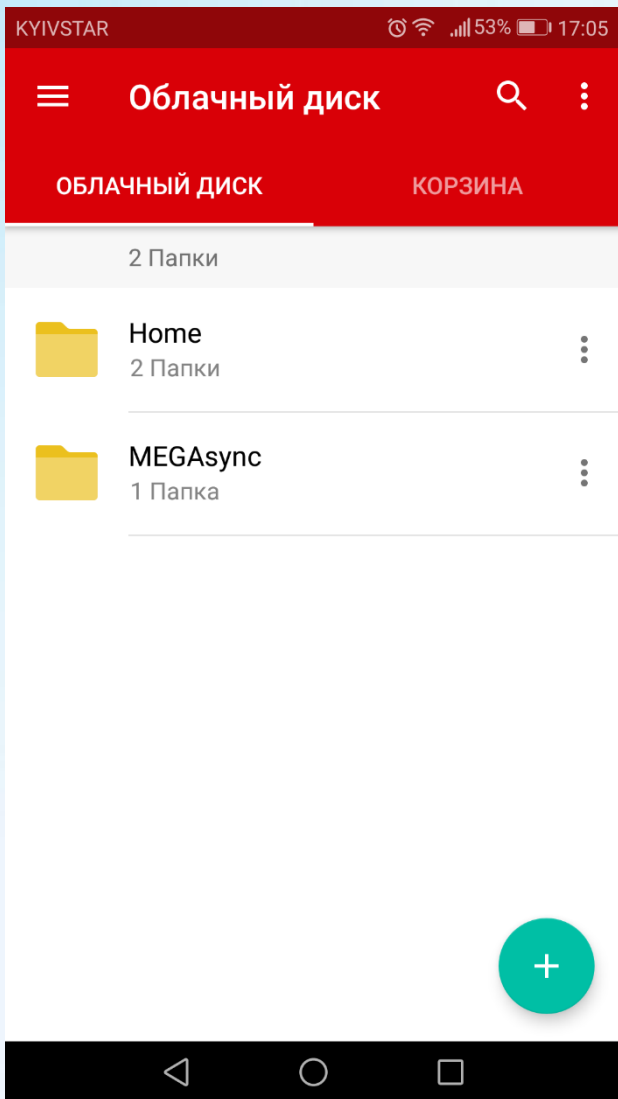 KYIVSTAR 53% 17:05
Облачный диск
ОБЛАЧНЫЙ ДИСК КОРЗИНА
2 Папки
Home
2 Папки
MEGAsync
1 Папка